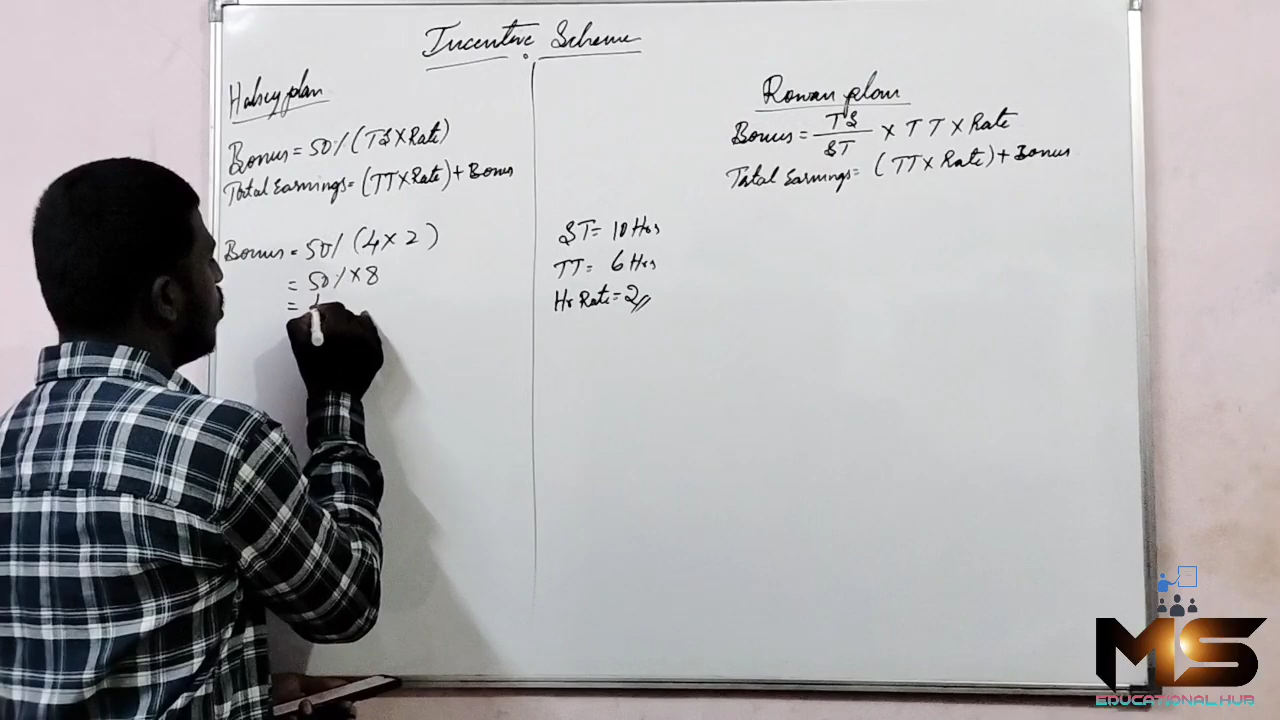 Incentive Scheme
Halsey plan
Bonus = 50% (TS X Rate)
Total Earnings = (TT X Rate) + Bonus
Bonus = 50% (4 X 2)
= 50% X 8
=
ST = 10 Hrs
TT = 6 Hrs
Hr Rate = 2//
Rowan plan
Bonus = TS / ST X TT X Rate
Total Earnings = (TT X Rate) + Bonus
MS
EDUCATIONAL HUB